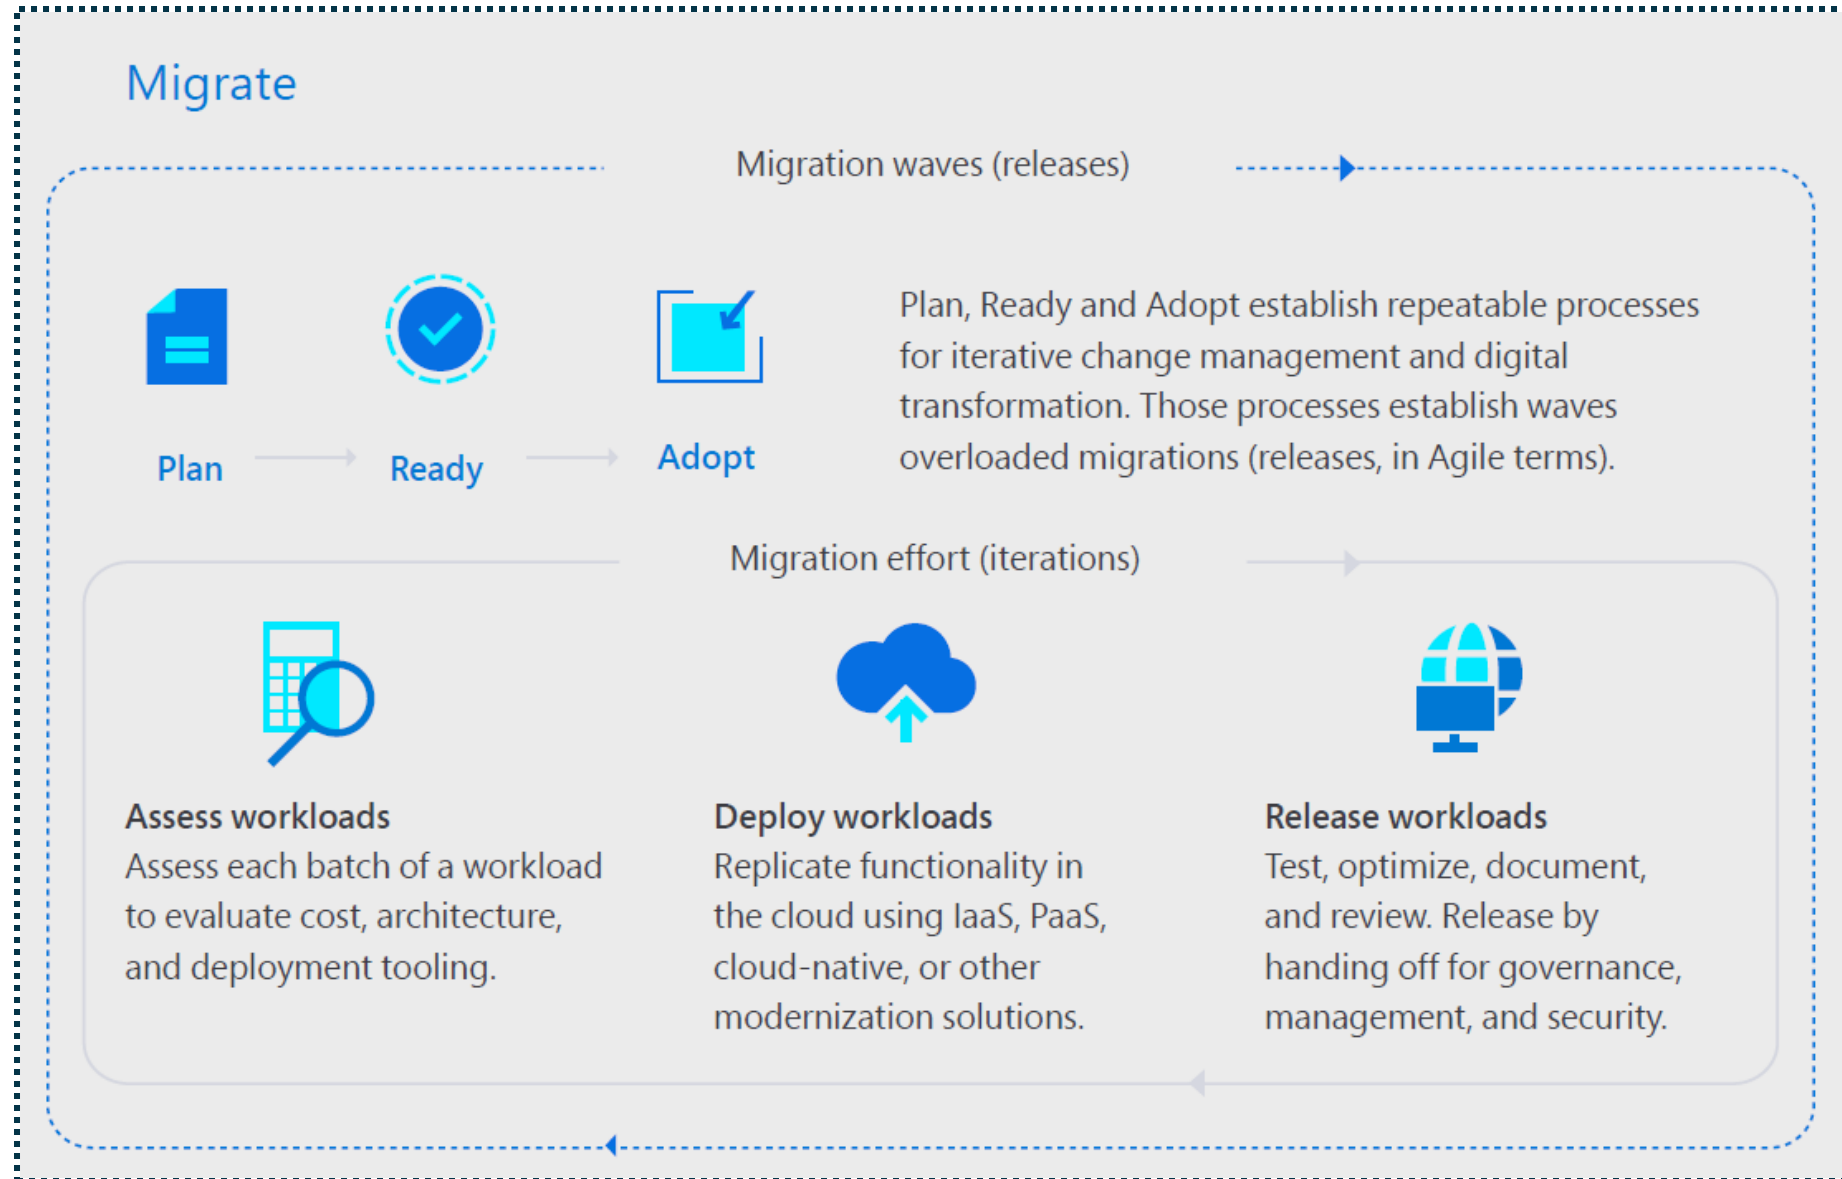 Migrate
Migration waves (releases)
Plan
Ready
Adopt
Plan, Ready and Adopt establish repeatable processes
for iterative change management and digital
transformation. Those processes establish waves
overloaded migrations (releases, in Agile terms).
Migration effort (iterations)
Assess workloads
Assess each batch of a workload
to evaluate cost, architecture,
and deployment tooling.
Deploy workloads
Replicate functionality in
the cloud using IaaS, PaaS,
cloud-native, or other
modernization solutions.
Release workloads
Test, optimize, document,
and review. Release by
handing off for governance,
management, and security.